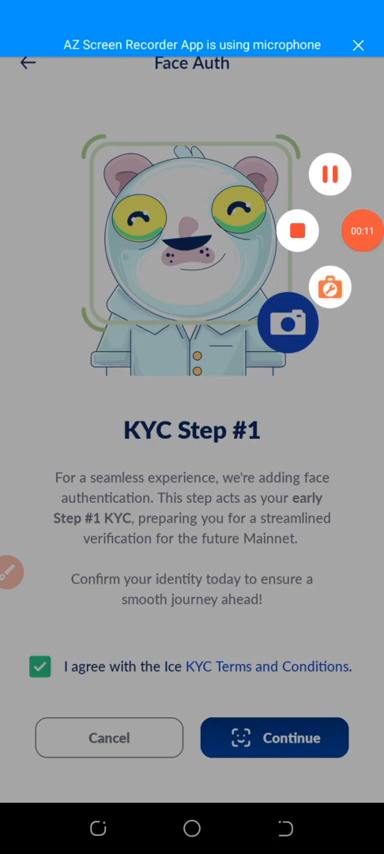 AZ Screen Recorder App is using microphone
Face Auth
00:11
KYC Step #1
For a seamless experience, we're adding face
authentication. This step acts as your early
Step #1 KYC, preparing you for a streamlined
verification for the future Mainnet.
Confirm your identity today to ensure a
smooth journey ahead!
I agree with the Ice KYC Terms and Conditions.
Cancel
Continue